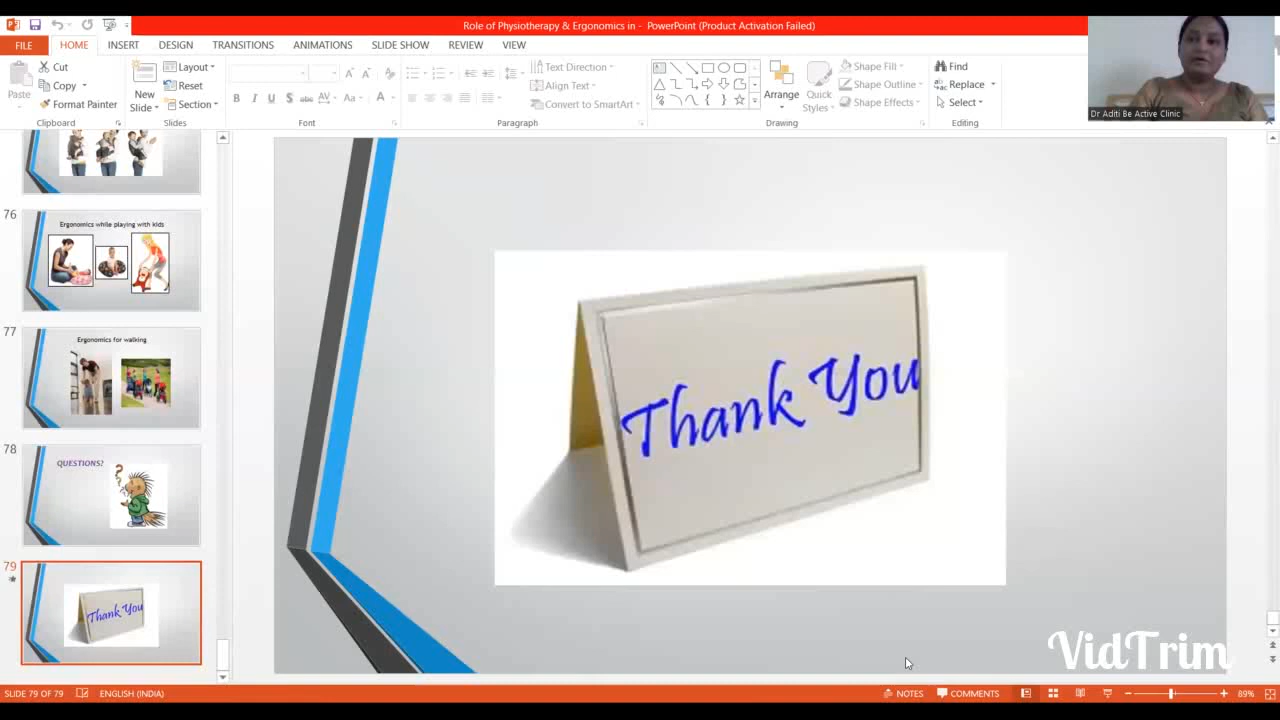 Role of Physiotherapy & Ergonomics in - PowerPoint (Product Activation Failed)
FILE
HOME
INSERT
DESIGN
TRANSITIONS
ANIMATIONS
SLIDE SHOW
REVIEW
VIEW
Paste
Cut
Copy
Format Painter
Clipboard
New
Slide
Layout
Reset
Section
Slides
B I U S abc AV Aa A
Font
Text Direction
Align Text
Convert to SmartArt
Paragraph
Arrange
Quick
Styles
Shape Fill
Shape Outline
Shape Effects
Drawing
Find
Replace
Select
Editing
Dr Aditi Be Active Clinic
76
Ergonomics while playing with kids
77
Ergonomics for walking
78
QUESTIONS?
79
Thank You
Thank You
VidTrim
SLIDE 79 OF 79
ENGLISH (INDIA)
NOTES
COMMENTS
89%